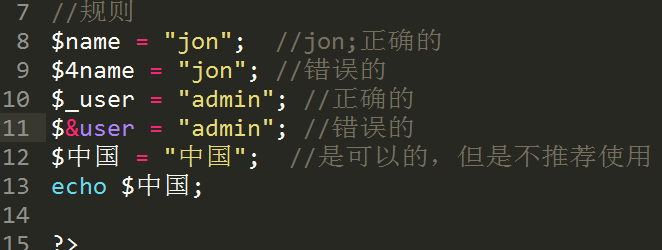 7 //规则
8 $name = "jon";  //jon;正确的
9 $4name = "jon"; //错误的
10 $_user = "admin"; //正确的
11 $&user = "admin"; //错误的
12 $中国 = "中国";  //是可以的，但是不推荐使用
13 echo $中国;
14
15 ?>